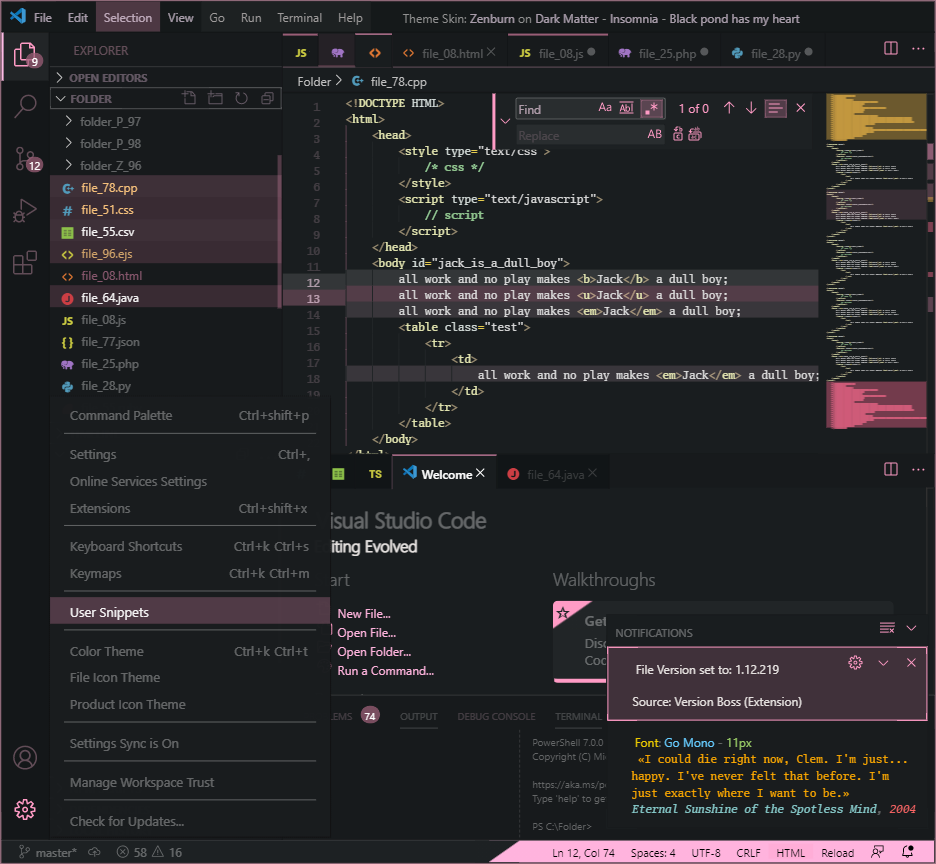 File Edit Selection View Go Run Terminal Help Theme Skin: Zenburn on Dark Matter - Insomnia - Black pond has my heart
9
12
EXPLORER
OPEN EDITORS
FOLDER
folder_P_97
folder_P_98
folder_Z_96
file_78.cpp
file_51.css
file_55.csv
file_96.ejs
file_08.html
file_64.java
file_08.js
file_77.json
file_25.php
file_28.py
JS file_08.html JS file_08.js file_25.php file_28.py
Folder file_78.cpp
Find Aa Abl .* 1 of 0
Replace AB
1 <!DOCTYPE HTML>
2 <html>
3 <head>
4 <style type="text/css >
5 /* css */
6 </style>
7 <script type="text/javascript">
8 // script
9 </script>
10 </head>
11 <body id="jack_is_a_dull_boy">
12 all work and no play makes <b>Jack</b> a dull boy;
13 all work and no play makes <u>Jack</u> a dull boy;
14 all work and no play makes <em>Jack</em> a dull boy;
15 <table class="test">
16 <tr>
17 <td>
18 all work and no play makes <em>Jack</em> a dull boy;
</td>
</tr>
</table>
</body>
Command Palette Ctrl+shift+p
Settings Ctrl+,
Online Services Settings
Extensions Ctrl+shift+x
Keyboard Shortcuts Ctrl+k Ctrl+s
Keymaps Ctrl+k Ctrl+m
User Snippets
Color Theme Ctrl+k Ctrl+t
File Icon Theme
Product Icon Theme
Settings Sync is On
Manage Workspace Trust
Check for Updates...
TS Welcome file_64.java
isual Studio Code
iting Evolved
art
New File...
Open File...
Open Folder...
Run a Command...
Walkthroughs
Get
Disc
Coc
NOTIFICATIONS
File Version set to: 1.12.219
Source: Version Boss (Extension)
EMS 74 OUTPUT DEBUG CONSOLE TERMINAL
PowerShell 7.0.0
Copyright (C) Mi
https://aka.ms/p
Type 'help' to ge
PS C:\Folder>
Font: Go Mono - 11px
«I could die right now, Clem. I'm just...
happy. I've never felt that before. I'm
just exactly where I want to be.»
Eternal Sunshine of the Spotless Mind, 2004
master* 58 16 Ln 12, Col 74 Spaces: 4 UTF-8 CRLF HTML Reload